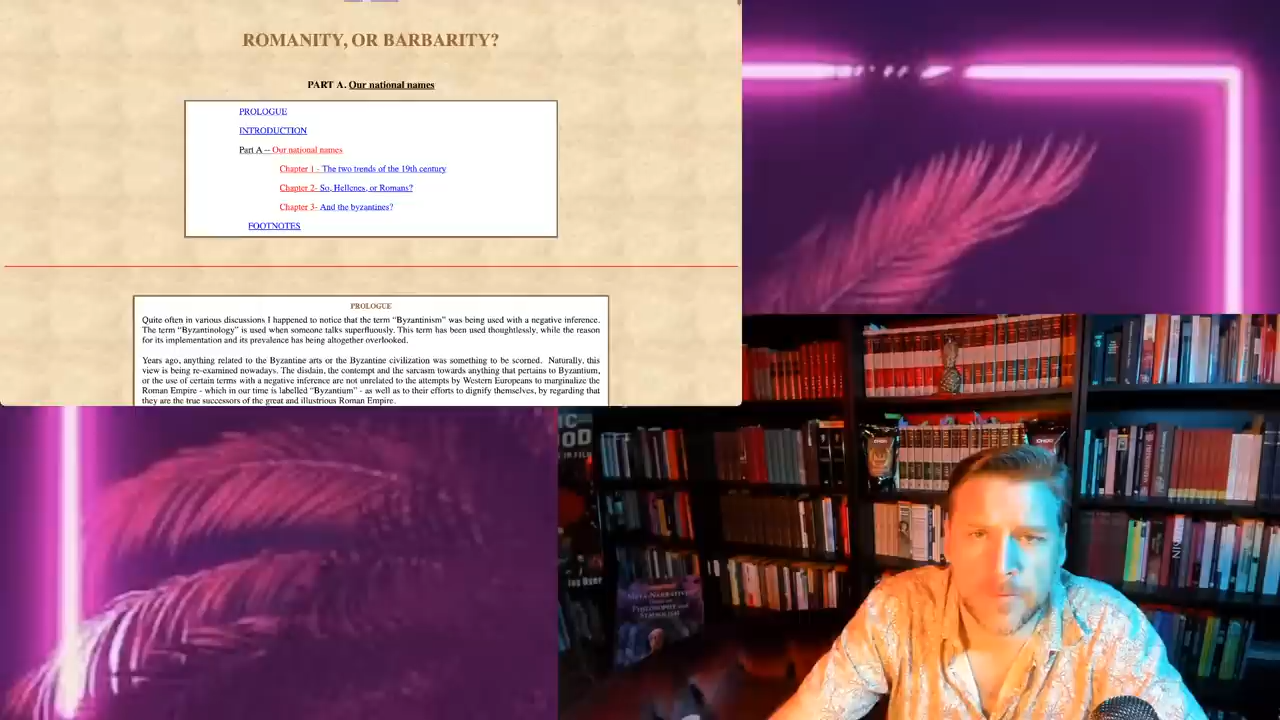 ROMANITY, OR BARBARITY?
PART A. Our national names
PROLOGUE
INTRODUCTION
Part A – Our national names
Chapter 1 - The two trends of the 19th century
Chapter 2- So, Hellenes, or Romans?
Chapter 3- And the byzantines?
FOOTNOTES
PROLOGUE
Quite often in various discussions I happened to notice that the term “Byzantinism” was being used with a negative inference.
The term “Byzantinology” is used when someone talks superfluously. This term has been used thoughtlessly, while the reason
for its implementation and its prevalence has being altogether overlooked.
Years ago, anything related to the Byzantine arts or the Byzantine civilization was something to be scorned. Naturally, this
view is being re-examined nowadays. The disdain, the contempt and the sarcasm towards anything that pertains to Byzantium,
or the use of certain terms with a negative inference are not unrelated to the attempts by Western Europeans to marginalize the
Roman Empire - which in our time is labelled “Byzantium” - as well as to their efforts to dignify themselves, by regarding that
they are the true successors of the great and illustrious Roman Empire.
IN FILM
META-NARRATIVES
PHILOSOPHY AND
SYMBOLISM